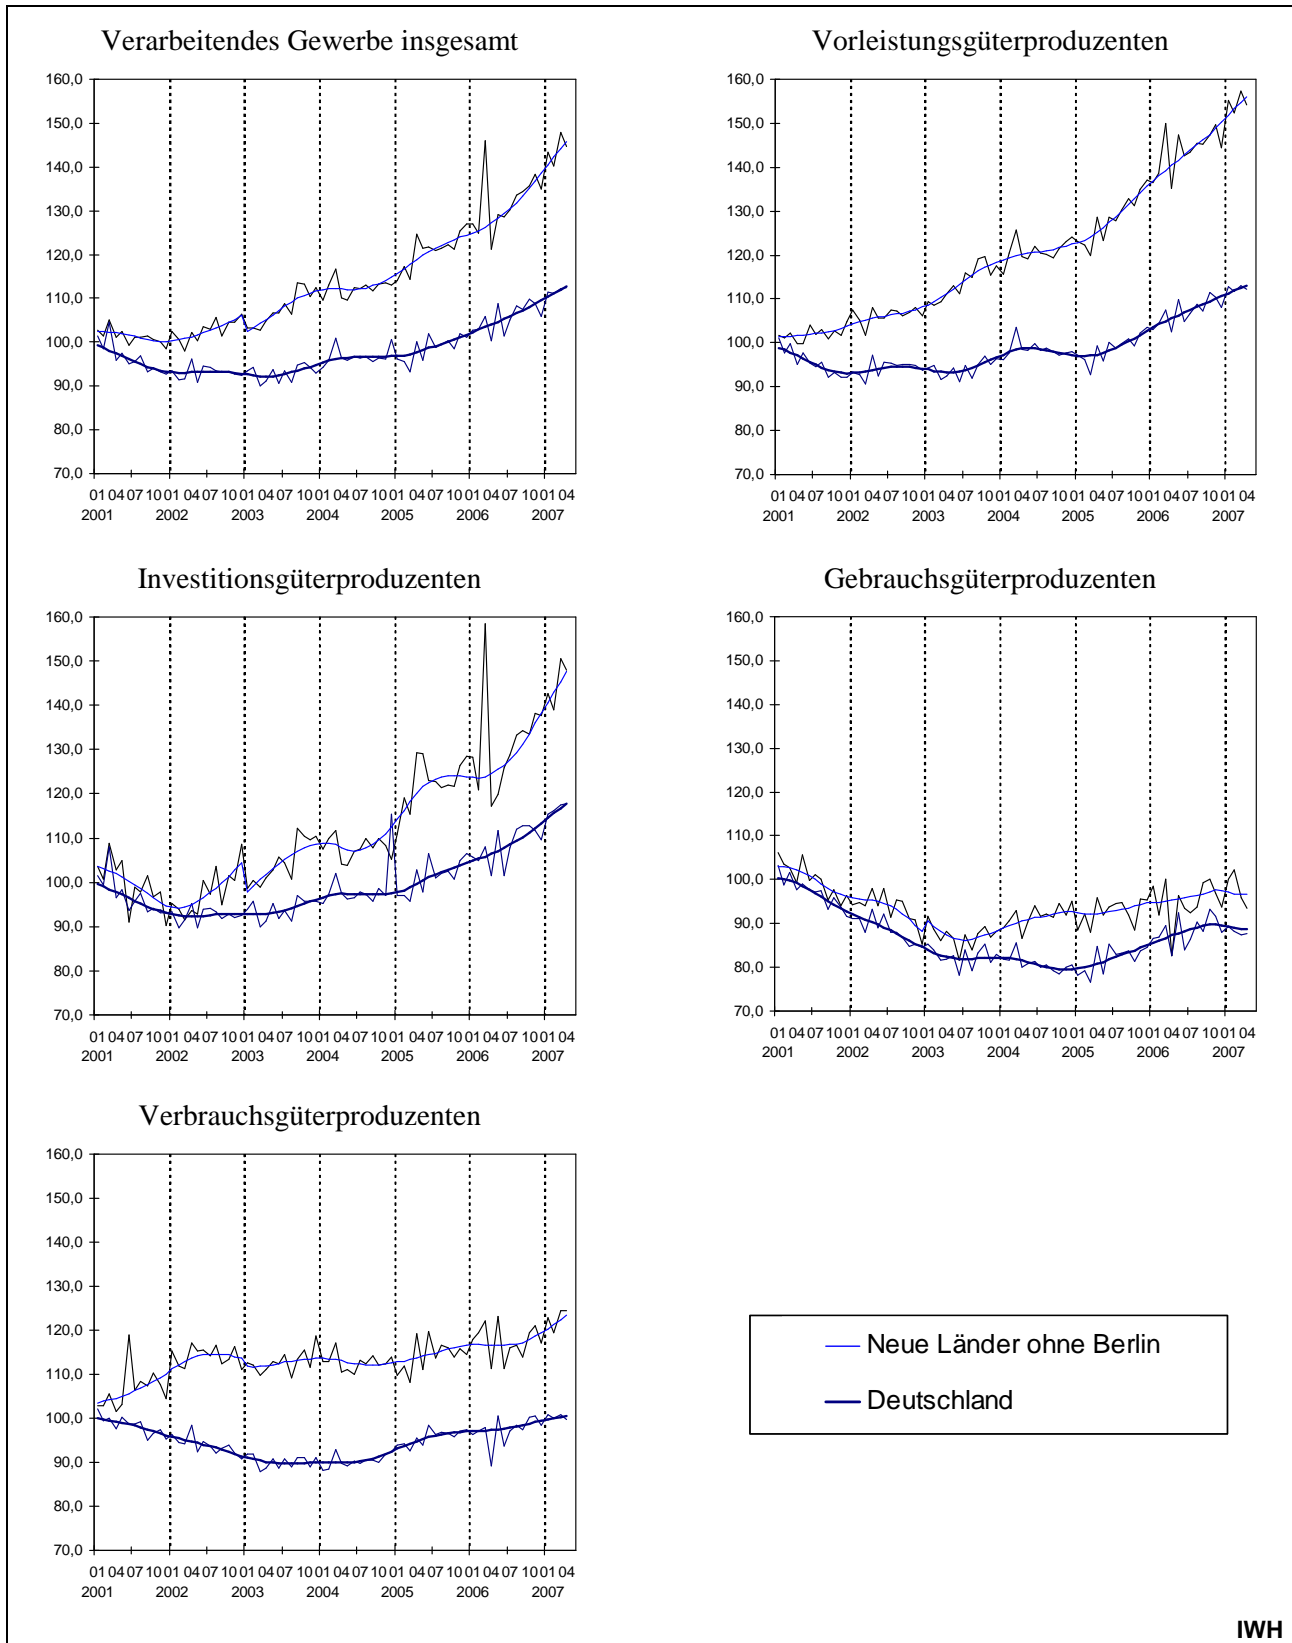 Verarbeitendes Gewerbe insgesamt
160,0
150,0
140,0
130,0
120,0
110,0
100,0
90,0
80,0
70,0
01 04 07 10 01 04 07 10 01 04 07 10 01 04 07 10 01 04 07 10 01 04 07 10 01 04
2001 2002 2003 2004 2005 2006 2007
Vorleistungsgüterproduzenten
160,0
150,0
140,0
130,0
120,0
110,0
100,0
90,0
80,0
70,0
01 04 07 10 01 04 07 10 01 04 07 10 01 04 07 10 01 04 07 10 01 04 07 10 01 04
2001 2002 2003 2004 2005 2006 2007
Investitionsgüterproduzenten
160,0
150,0
140,0
130,0
120,0
110,0
100,0
90,0
80,0
70,0
01 04 07 10 01 04 07 10 01 04 07 10 01 04 07 10 01 04 07 10 01 04 07 10 01 04
2001 2002 2003 2004 2005 2006 2007
Gebrauchsgüterproduzenten
160,0
150,0
140,0
130,0
120,0
110,0
100,0
90,0
80,0
70,0
01 04 07 10 01 04 07 10 01 04 07 10 01 04 07 10 01 04 07 10 01 04 07 10 01 04
2001 2002 2003 2004 2005 2006 2007
Verbrauchsgüterproduzenten
160,0
150,0
140,0
130,0
120,0
110,0
100,0
90,0
80,0
70,0
01 04 07 10 01 04 07 10 01 04 07 10 01 04 07 10 01 04 07 10 01 04 07 10 01 04
2001 2002 2003 2004 2005 2006 2007
Neue Länder ohne Berlin
Deutschland
IWH